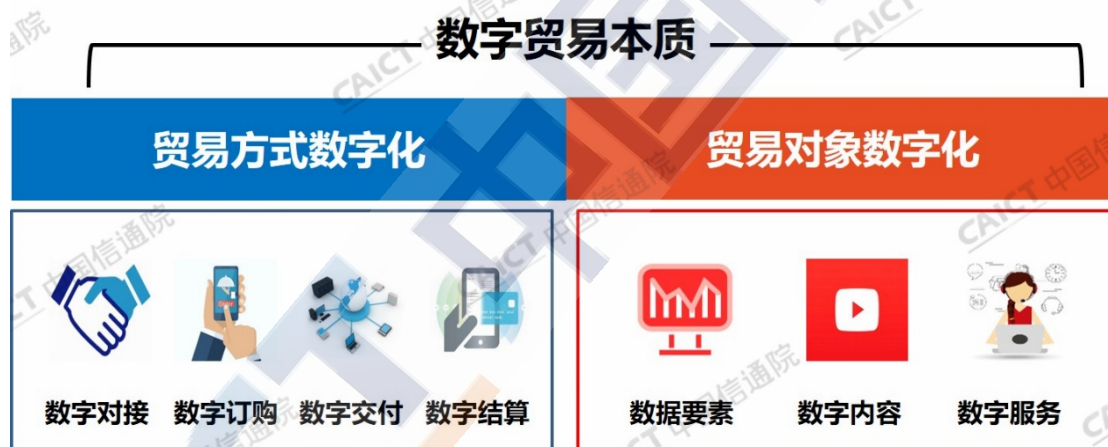 数字贸易本质
贸易方式数字化
贸易对象数字化
数字对接 数字订购 数字交付 数字结算
数据要素 数字内容 数字服务
CAICT 中国信通院